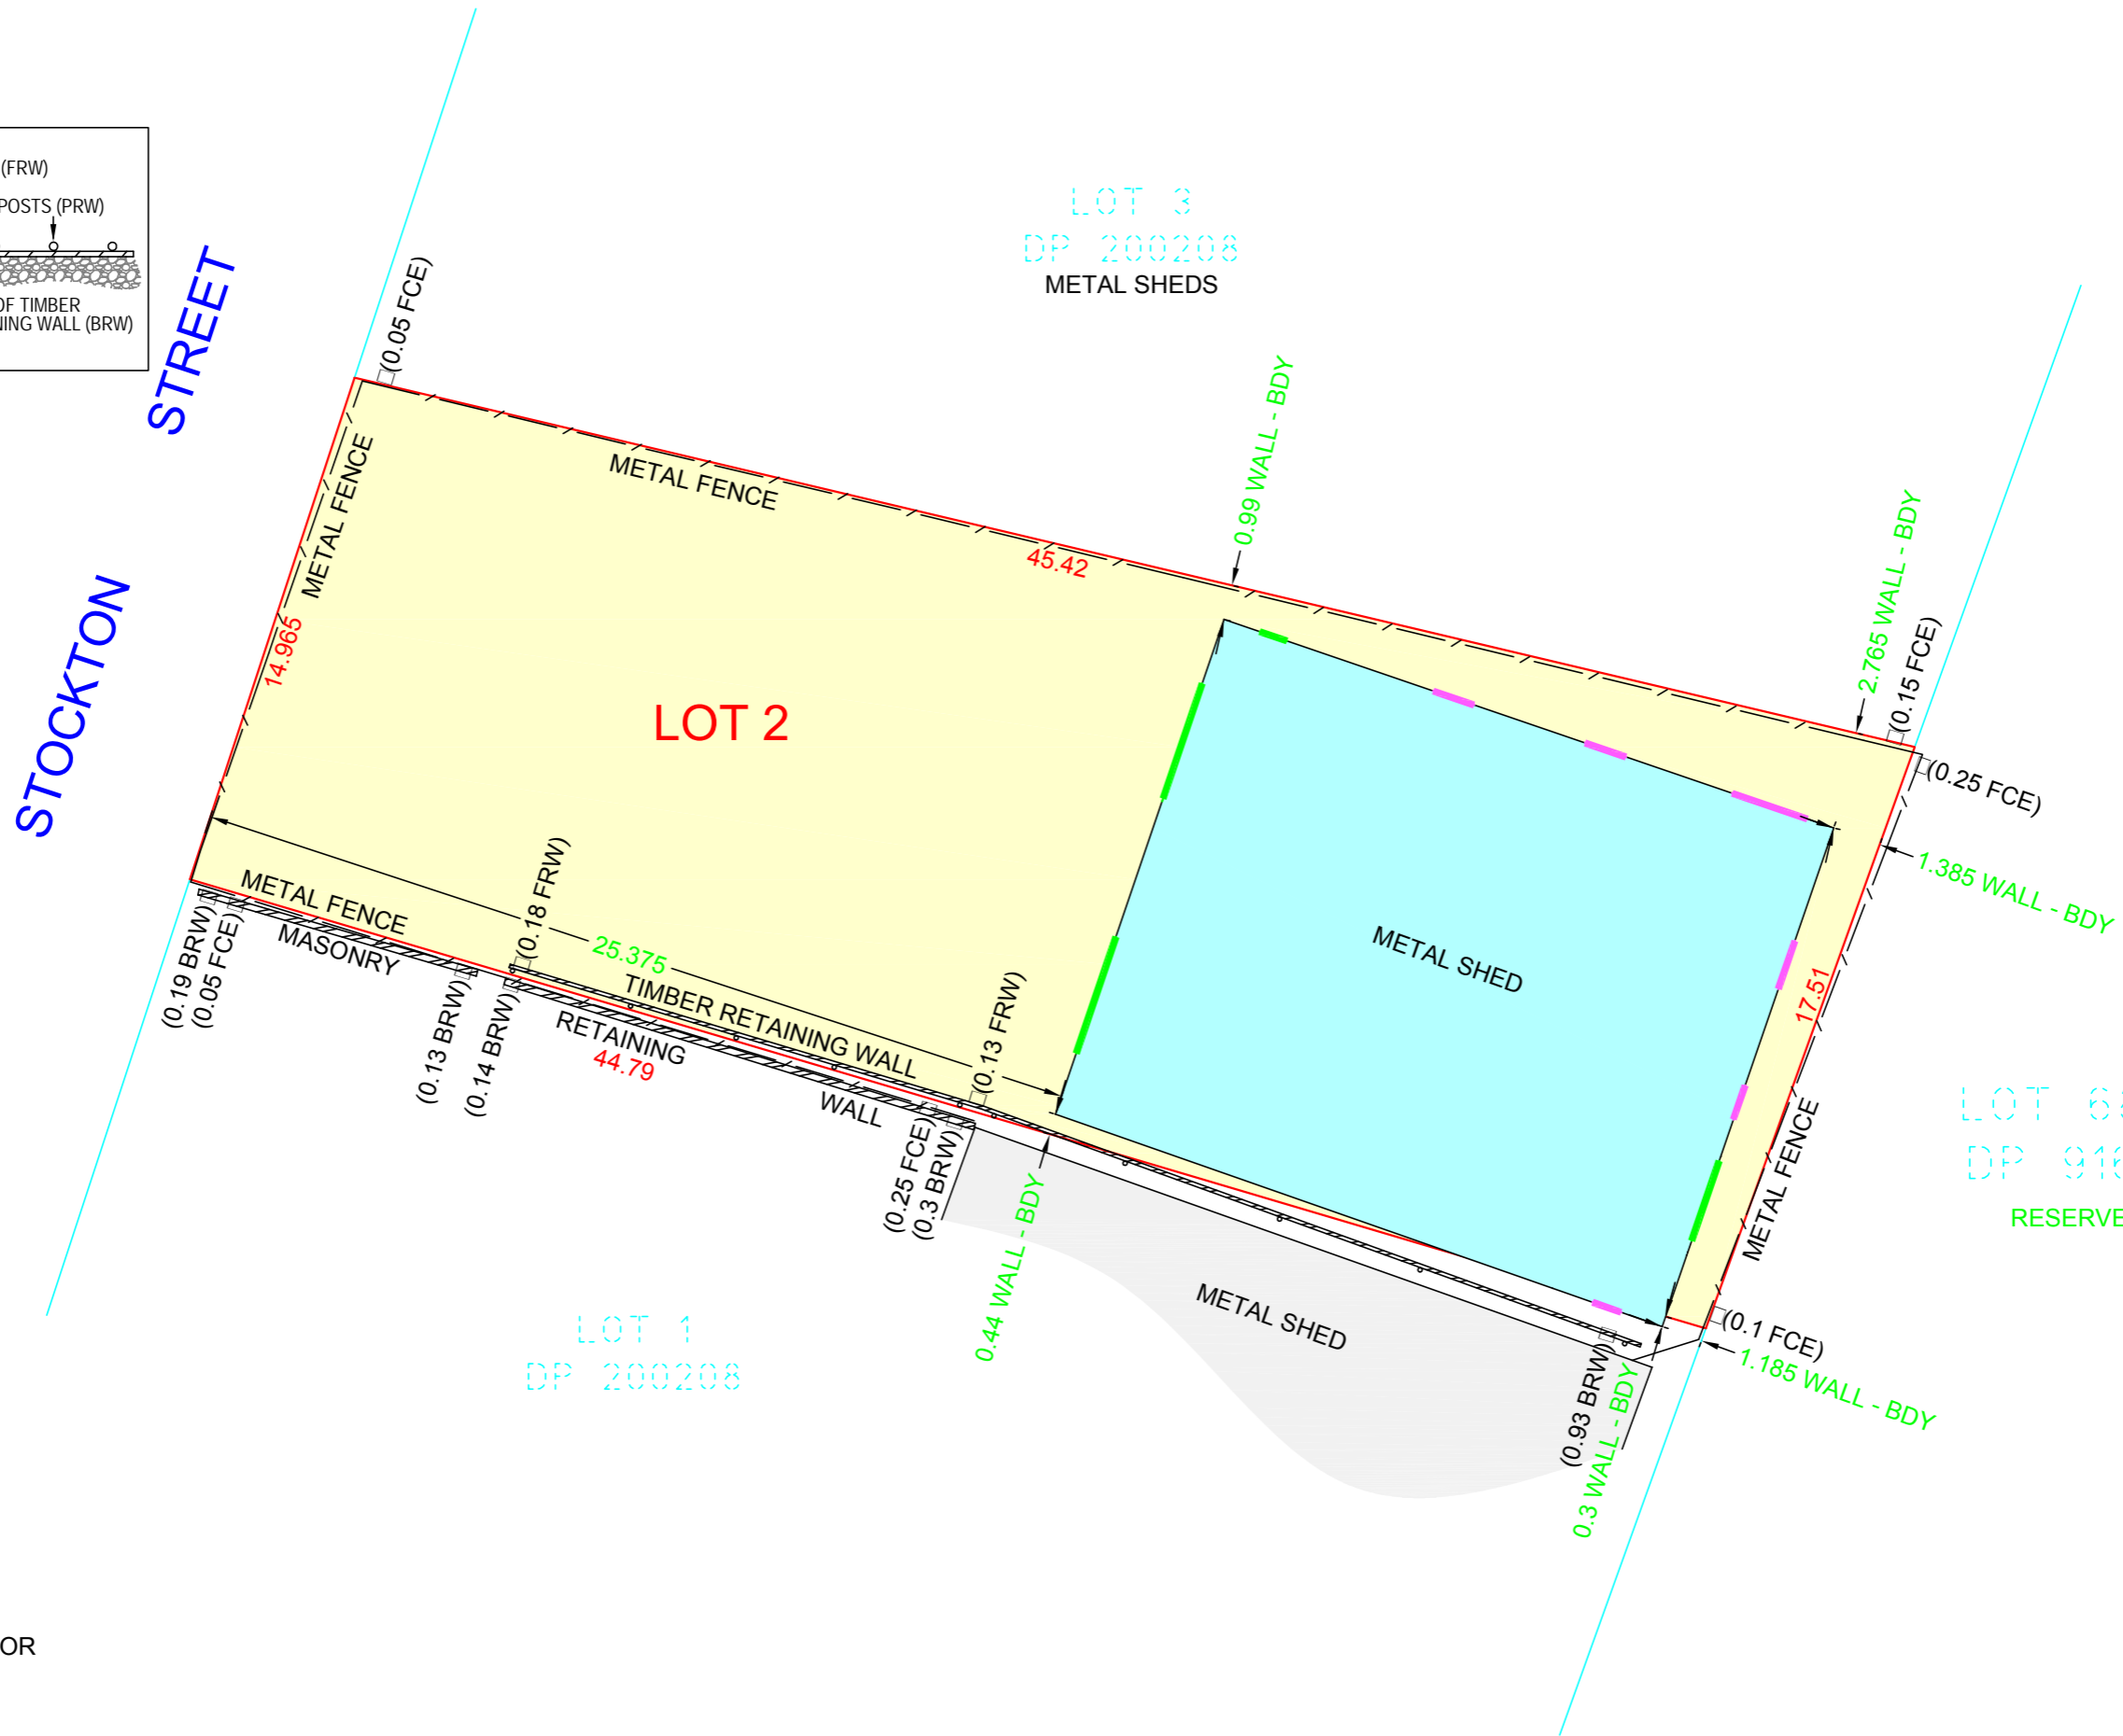 (FRW)
POSTS (PRW)
OF TIMBER
NING WALL (BRW)
STOCKTON
STREET
LOT 3
DP 200208
METAL SHEDS
(0.05 FCE)
METAL FENCE
METAL FENCE
45.42
0.99 WALL - BDY
2.765 WALL - BDY
(0.15 FCE)
(0.25 FCE)
1.385 WALL - BDY
14.965
LOT 2
METAL SHED
17.51
METAL FENCE
METAL FENCE
MASONRY
(0.19 BRW)
(0.05 FCE)
(0.18 FRW)
25.375
TIMBER RETAINING WALL
(0.13 BRW)
(0.14 BRW)
RETAINING
44.79
WALL
(0.13 FRW)
(0.25 FCE)
(0.3 BRW)
0.44 WALL - BDY
METAL SHED
(0.93 BRW)
0.3 WALL - BDY
(0.1 FCE)
1.185 WALL - BDY
LOT 1
DP 200208
LOT 6
DP 91
RESERVE
OR